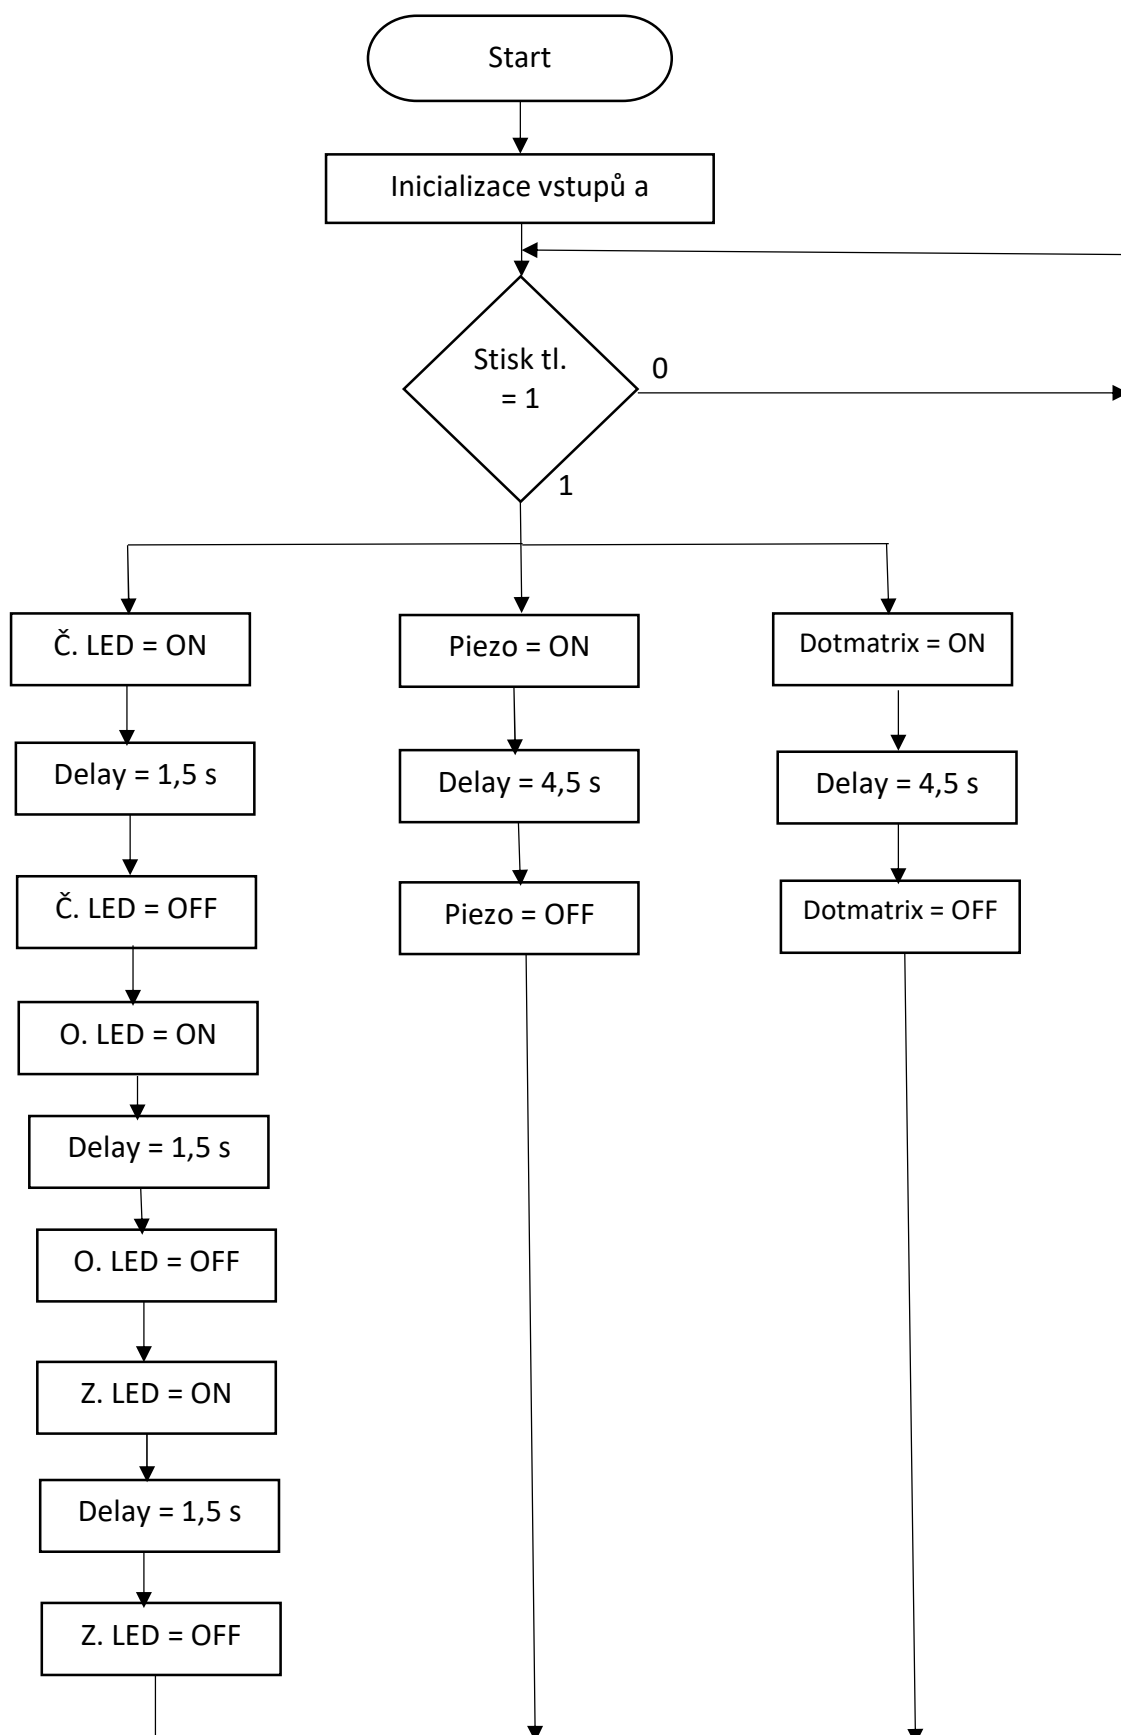 Start
Inicializace vstupů a
Stisk tl.
= 1
0
1
Č. LED = ON
Delay = 1,5 s
Č. LED = OFF
O. LED = ON
Delay = 1,5 s
O. LED = OFF
Z. LED = ON
Delay = 1,5 s
Z. LED = OFF
Piezo = ON
Delay = 4,5 s
Piezo = OFF
Dotmatrix = ON
Delay = 4,5 s
Dotmatrix = OFF